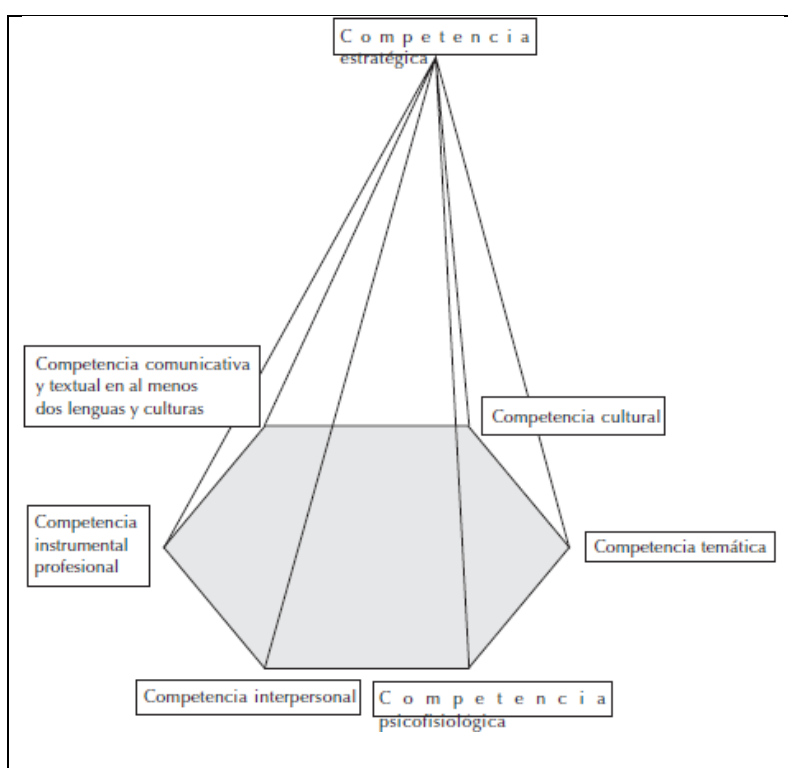 Competencia
estratégica
Competencia comunicativa
y textual en al menos
dos lenguas y culturas
Competencia cultural
Competencia
instrumental
profesional
Competencia temática
Competencia interpersonal
Competencia
psicofisiológica